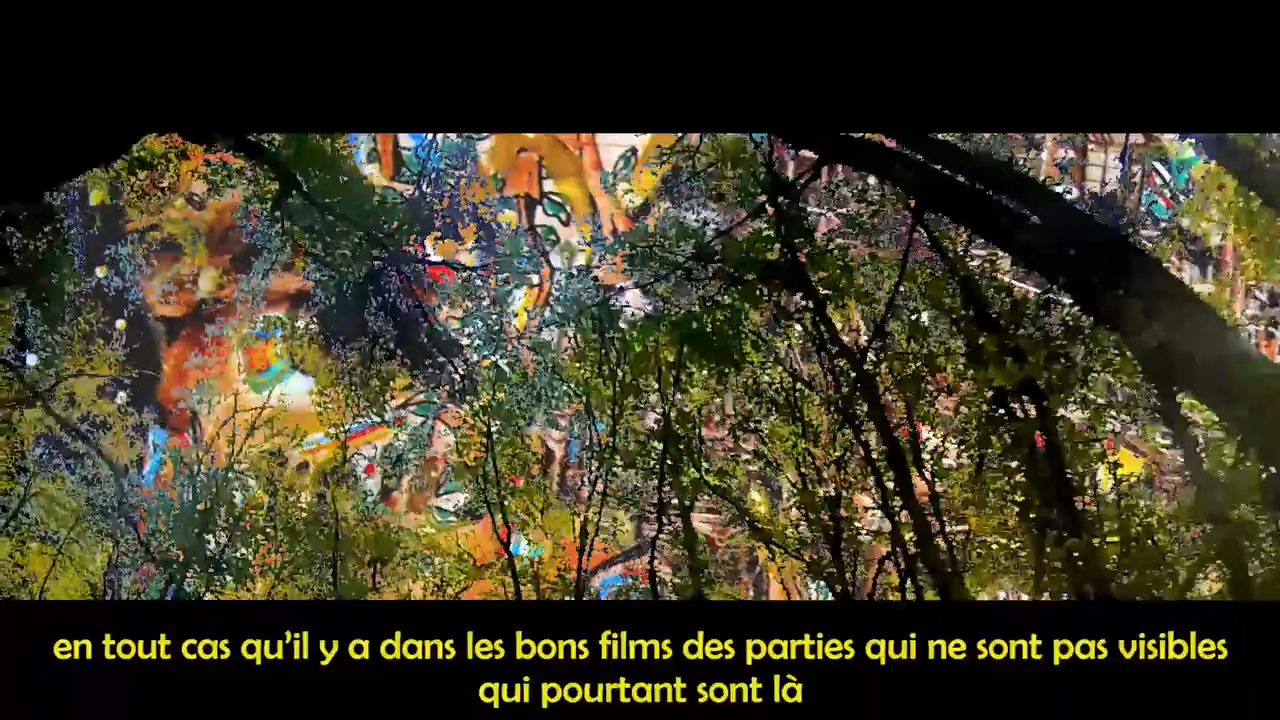 en tout cas qu’il y a dans les bons films des parties qui ne sont pas visibles
qui pourtant sont là